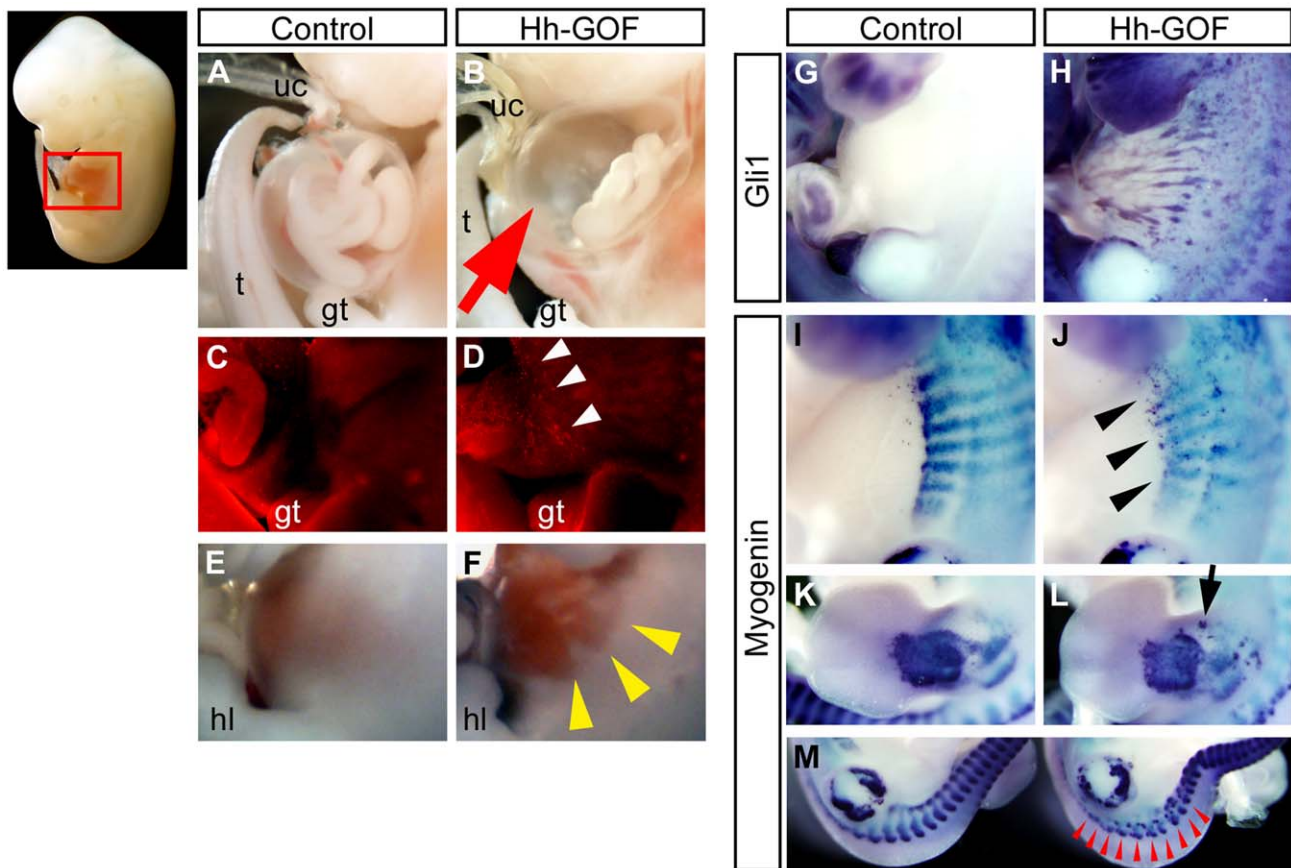 Control Hh-GOF
A uc
t
gt
B uc
t
gt
C
gt
D
gt
E
hl
F
hl
Control Hh-GOF
Gli1
G H
Myogenin
I J
K L
M